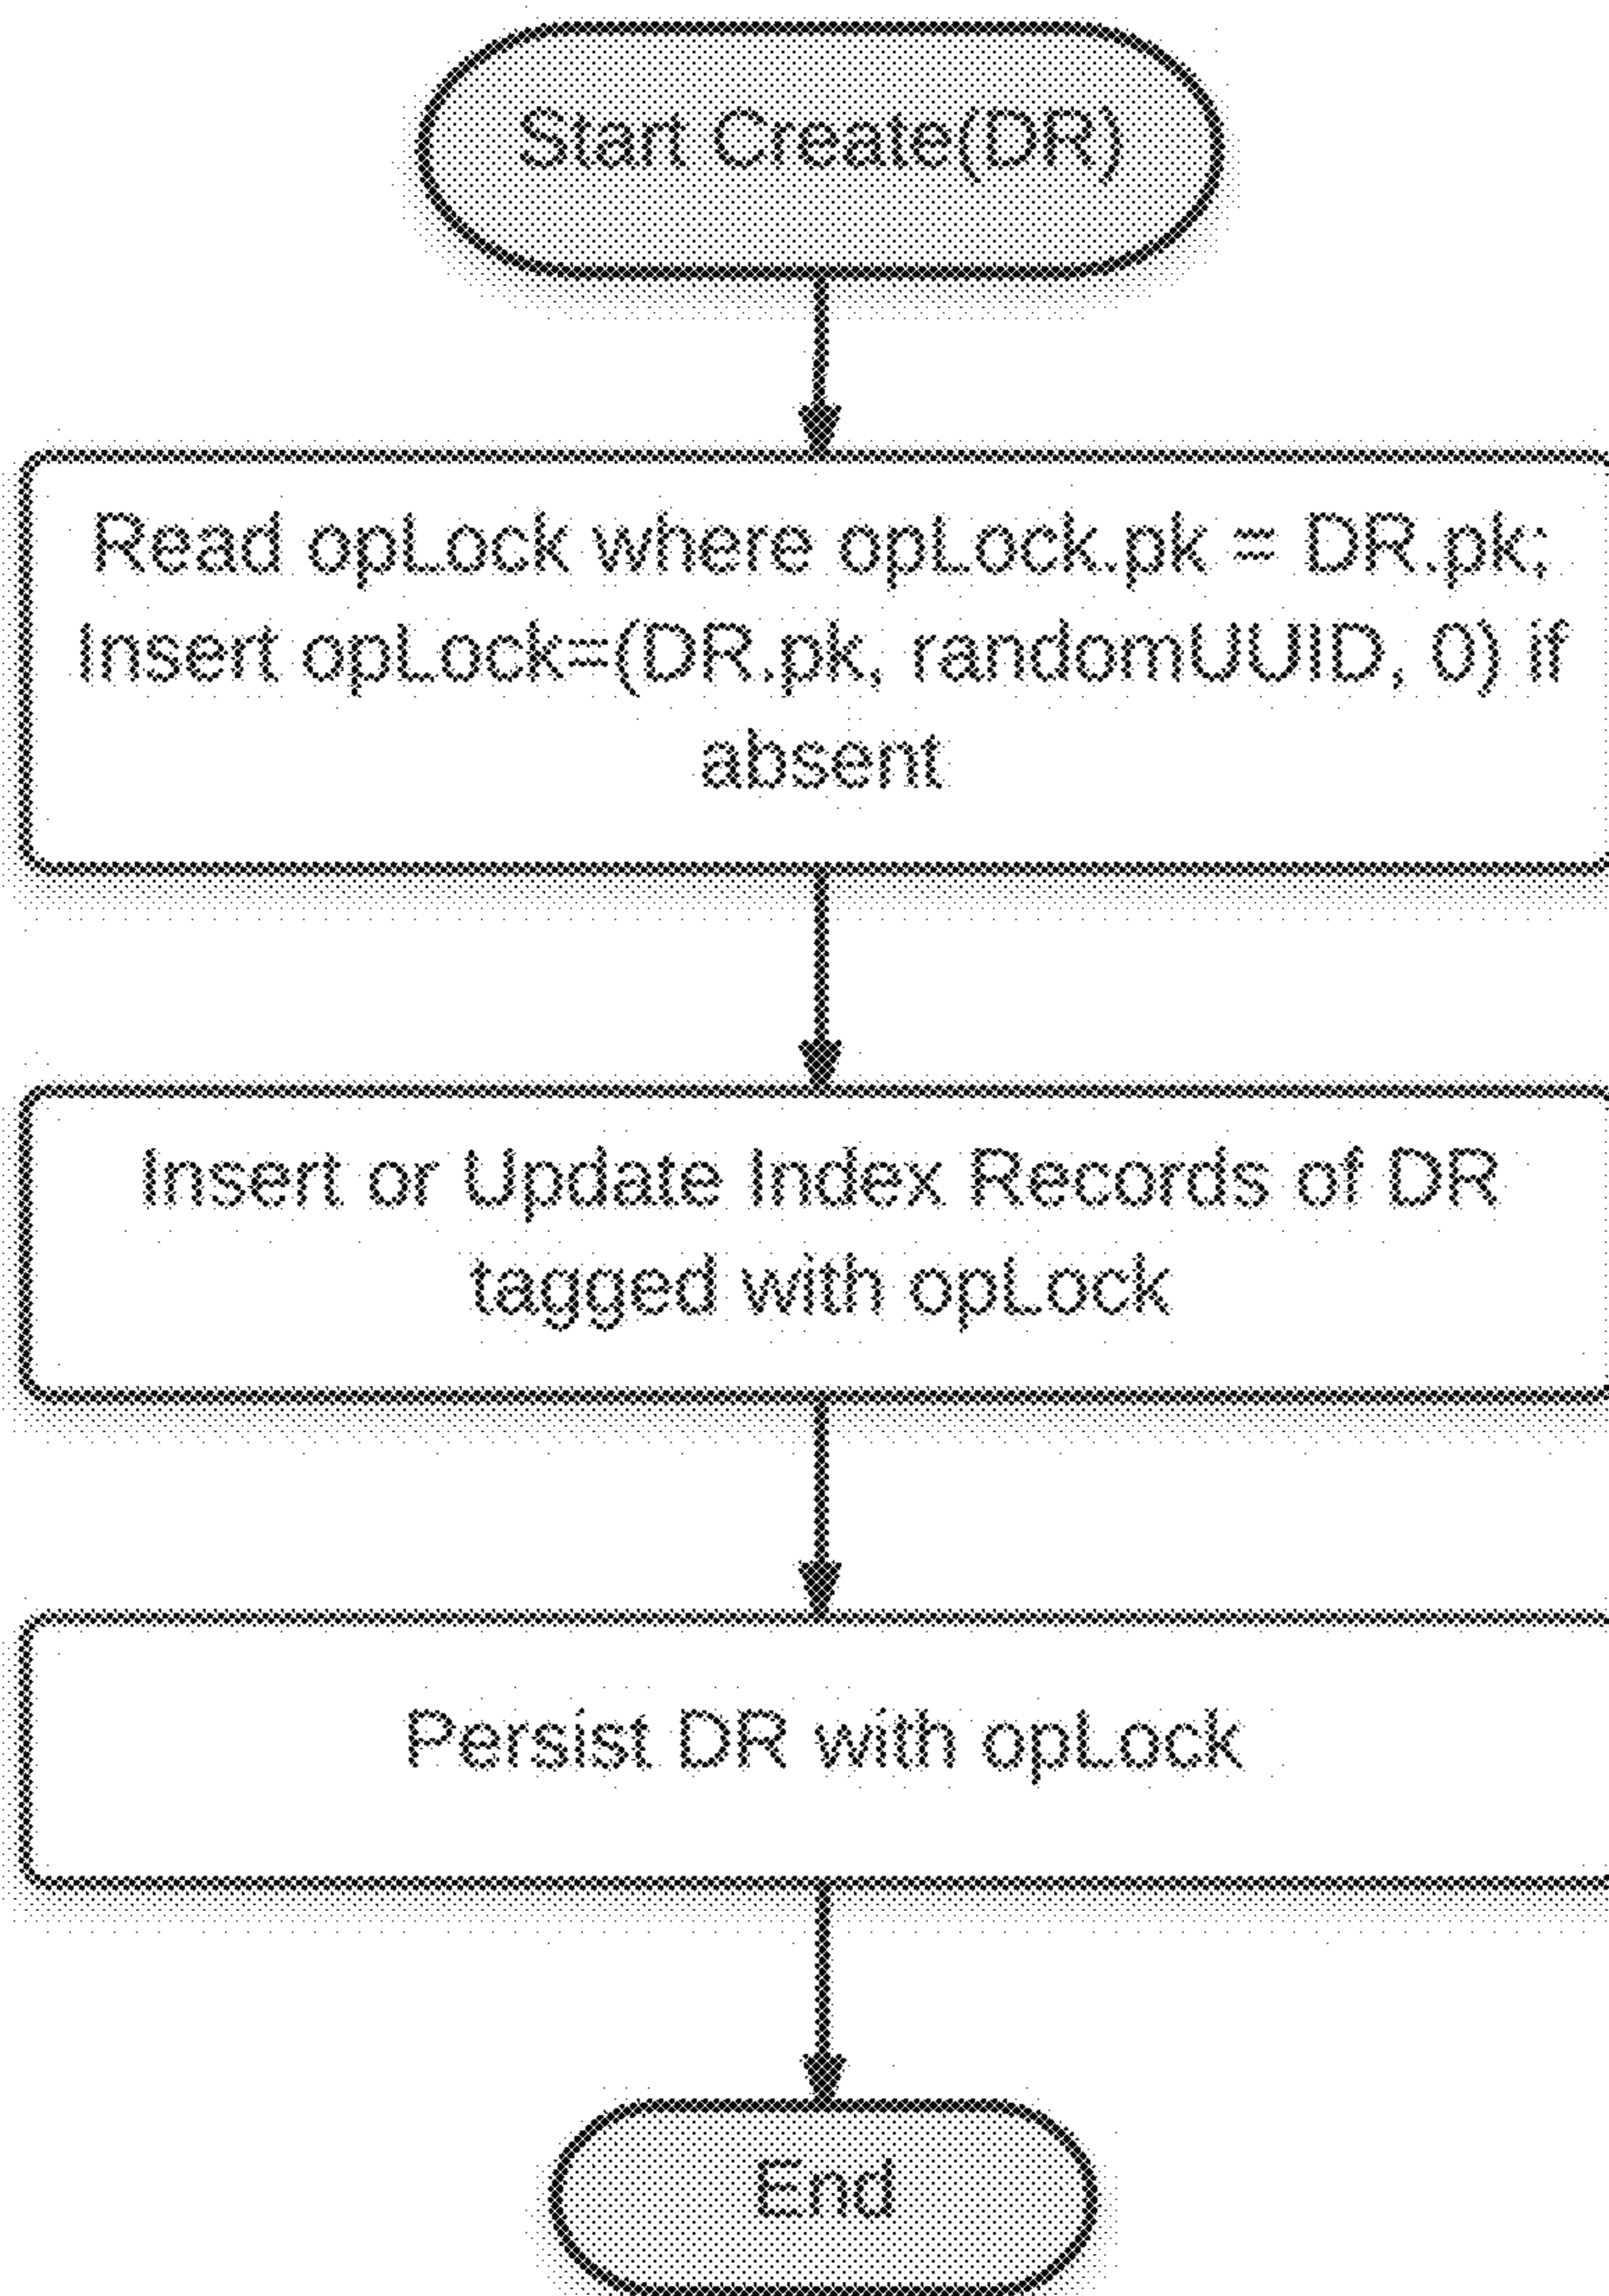 Start Create(DR)
Read opLock where opLock.pk = DR.pk;
Insert opLock=(DR.pk, randomUUID, 0) if
absent
Insert or Update Index Records of DR
tagged with opLock
Persist DR with opLock
End